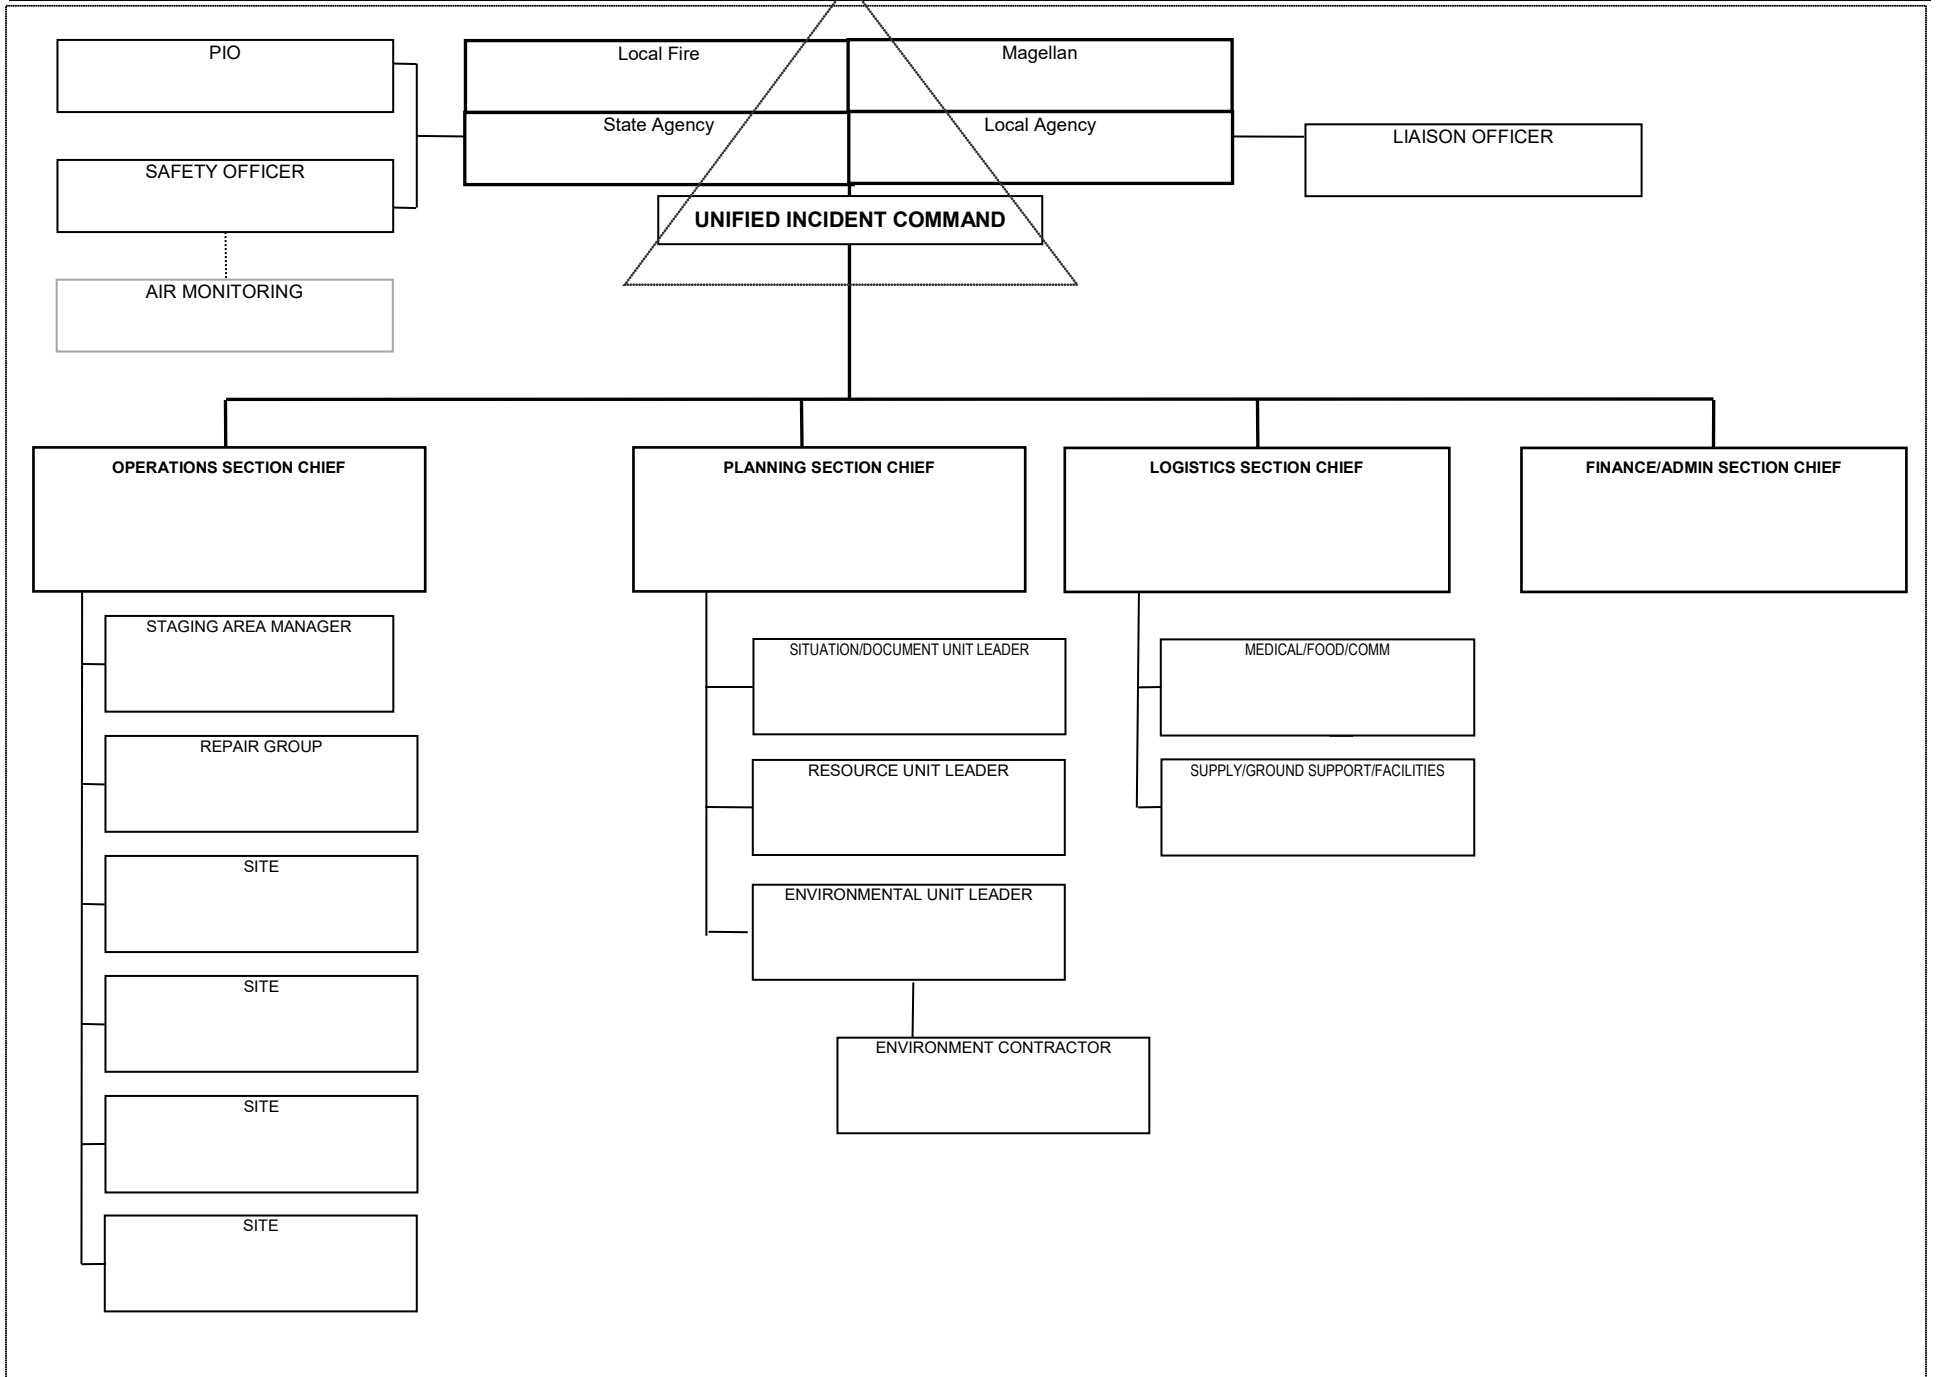 PIO
Local Fire
Magellan
State Agency
Local Agency
LIAISON OFFICER
SAFETY OFFICER
UNIFIED INCIDENT COMMAND
AIR MONITORING
OPERATIONS SECTION CHIEF
PLANNING SECTION CHIEF
LOGISTICS SECTION CHIEF
FINANCE/ADMIN SECTION CHIEF
STAGING AREA MANAGER
SITUATION/DOCUMENT UNIT LEADER
MEDICAL/FOOD/COMM
REPAIR GROUP
RESOURCE UNIT LEADER
SUPPLY/GROUND SUPPORT/FACILITIES
SITE
ENVIRONMENTAL UNIT LEADER
SITE
ENVIRONMENT CONTRACTOR
SITE
SITE